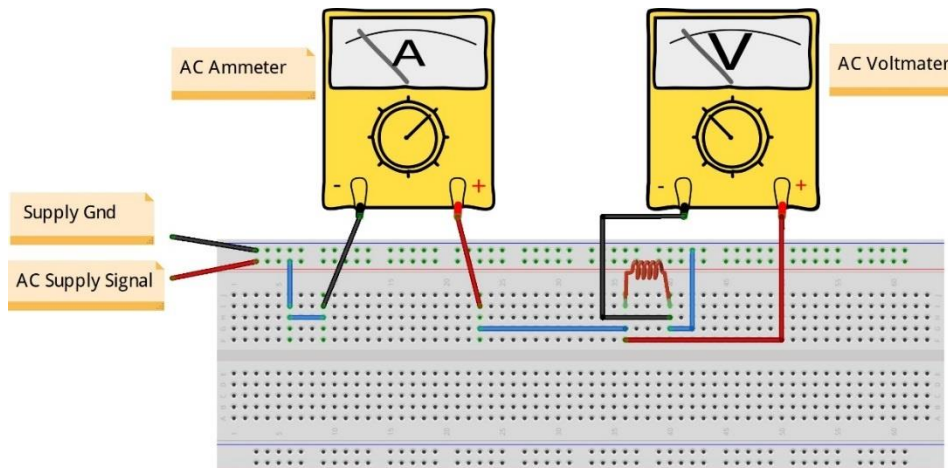 AC Ammeter
A
V
AC Voltmater
-
+
-
+
Supply Gnd
AC Supply Signal